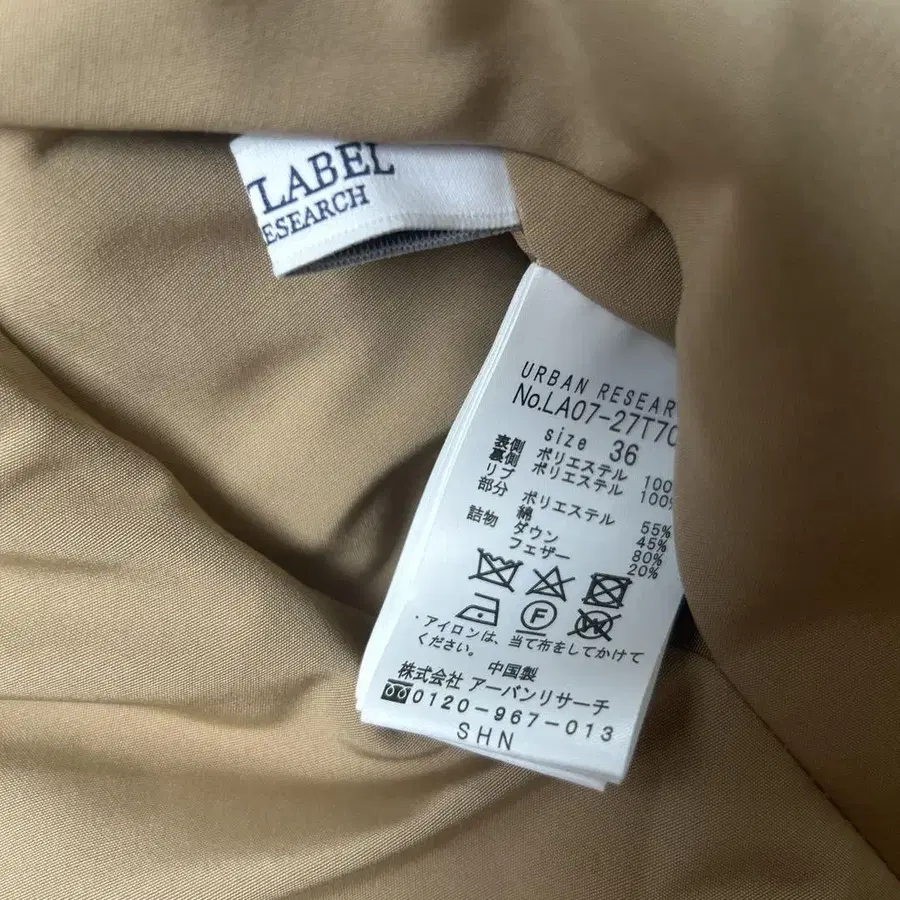 LABEL
ESEARCH
URBAN RESEAR
No.LA07-27T70
size 36
表側 ポリエステル 100
裏側 ポリエステル 100%
リブ
部分 ポリエステル 55%
綿 45%
詰物 ダウン 80%
フェザー 20%
F
W
・アイロンは、当て布をしてかけて
ください。
中国製
株式会社 アーバンリサーチ
0120-967-013
SHN